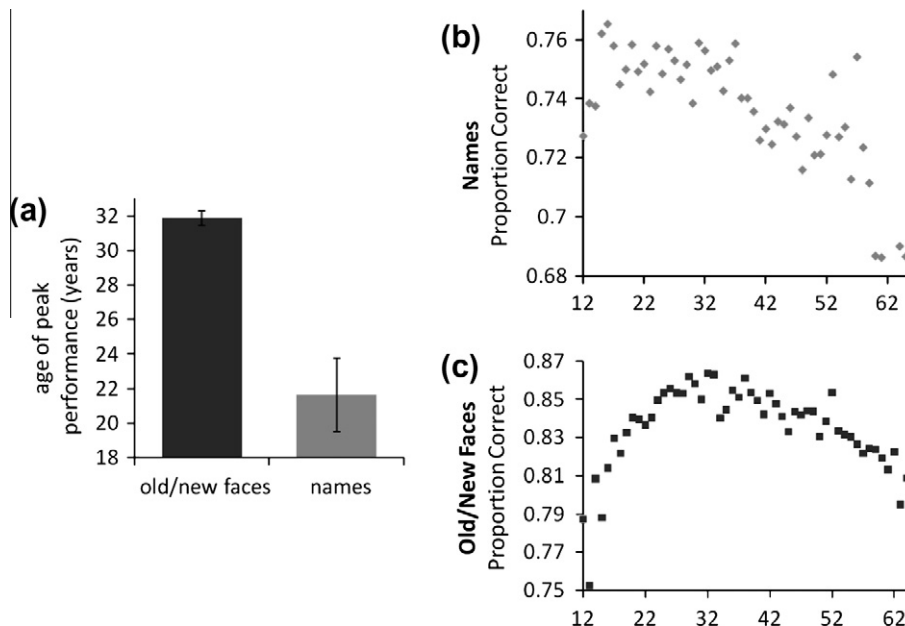 (a)
age of peak
performance (years)
32
30
28
26
24
22
20
18
old/new faces names
(b)
Names
Proportion Correct
0.76
0.74
0.72
0.7
0.68
12 22 32 42 52 62
(c)
Old/New Faces
Proportion Correct
0.87
0.85
0.83
0.81
0.79
0.77
0.75
12 22 32 42 52 62